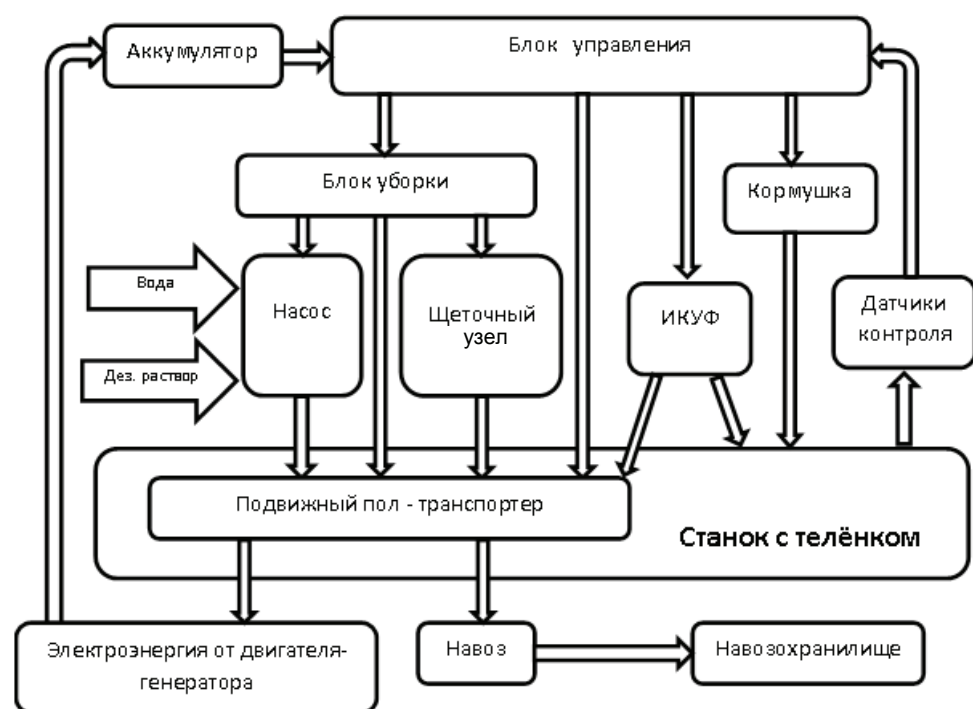 Аккумулятор
Блок управления
Блок уборки
Кормушка
Вода
Насос
Щеточный
узел
ИКУФ
Датчики
контроля
Дез. раствор
Подвижный пол - транспортер
Станок с телёнком
Электроэнергия от двигателя-
генератора
Навоз
Навозохранилище